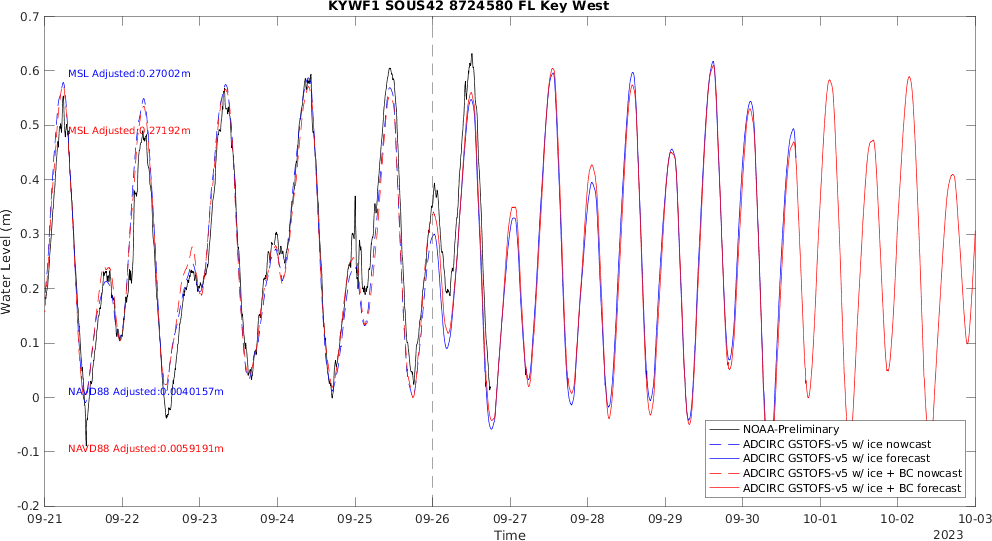 KYWF1 SOUS42 8724580 FL Key West
0.7
0.6
0.5
0.4
0.3
0.2
0.1
0
-0.1
-0.2
Water Level (m)
MSL Adjusted:0.27002m
MSL Adjusted:0.27192m
NAVD88 Adjusted:0.0040157m
NAVD88 Adjusted:0.0059191m
NOAA-Preliminary
ADCIRC GSTOFS-v5 w/ ice nowcast
ADCIRC GSTOFS-v5 w/ ice forecast
ADCIRC GSTOFS-v5 w/ ice + BC nowcast
ADCIRC GSTOFS-v5 w/ ice + BC forecast
09-21 09-22 09-23 09-24 09-25 09-26 09-27 09-28 09-29 09-30 10-01 10-02 10-03
Time
2023